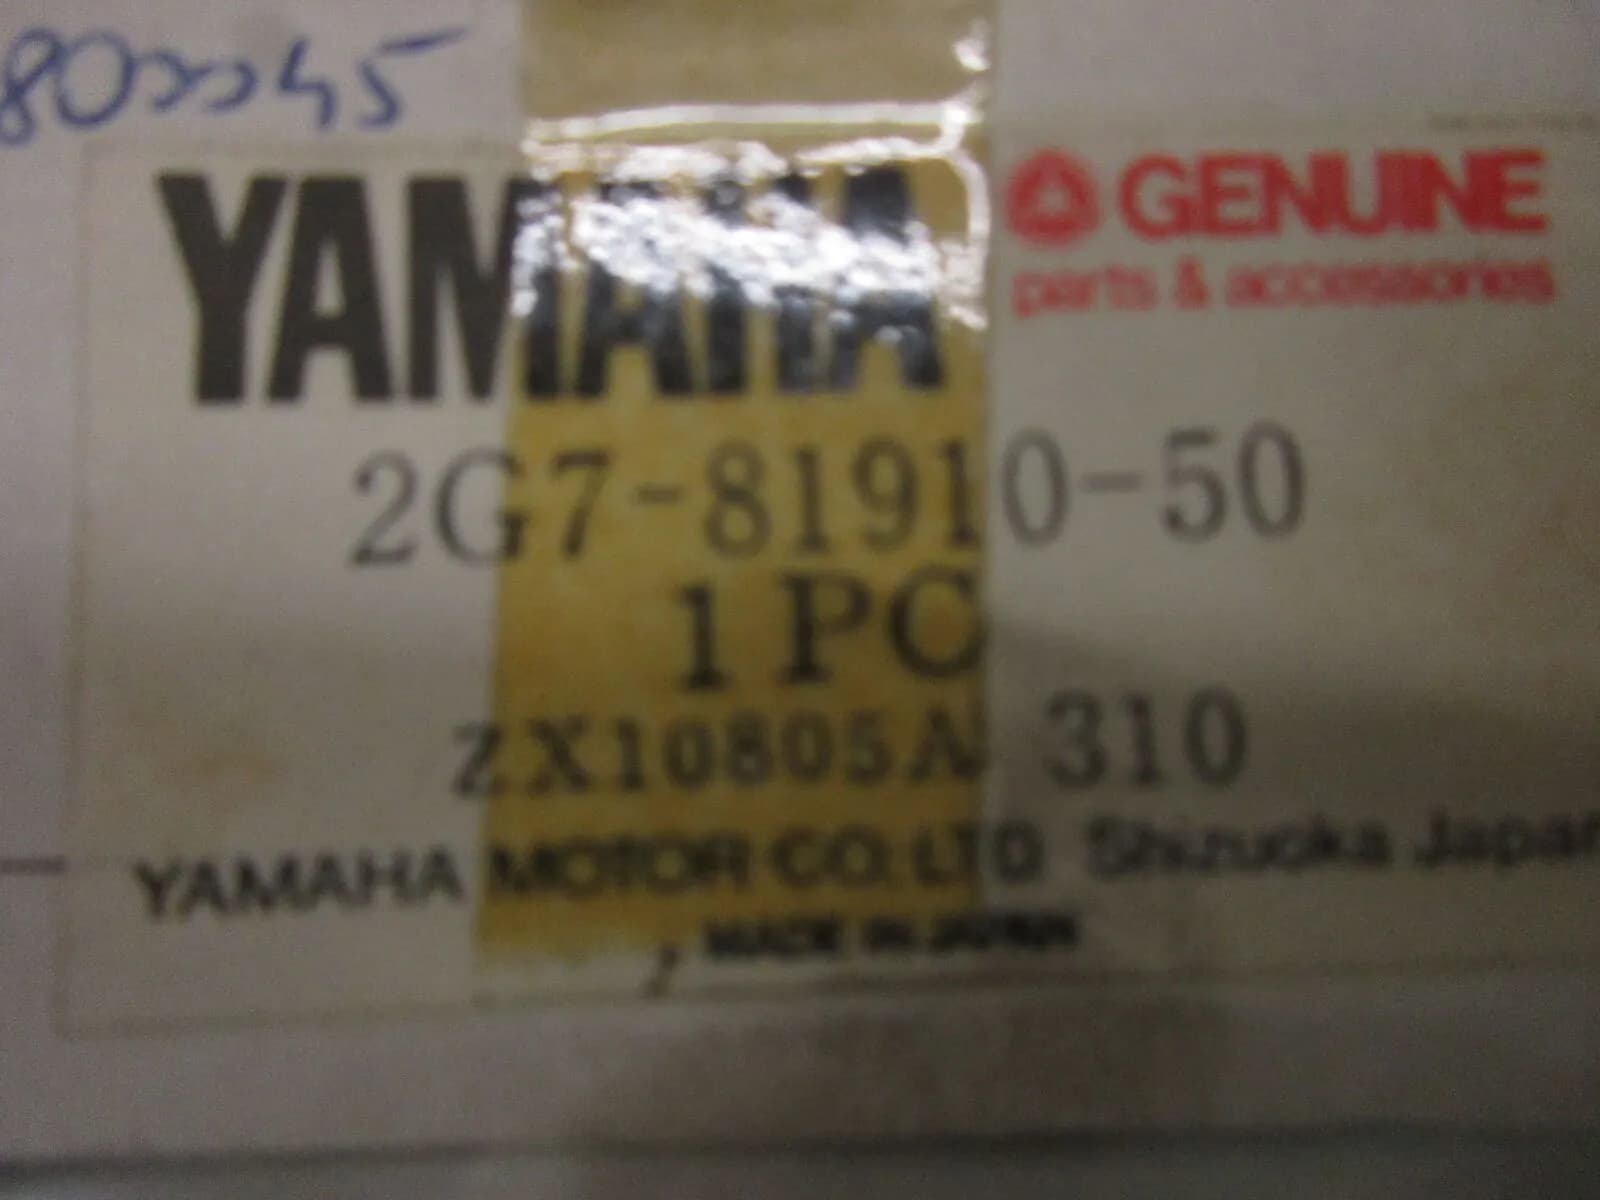 YAMAHA
GENUINE
parts & accessories
2G7-81910-50
1 PC
ZX10805A 310
YAMAHA MOTOR CO. LTD. Shizuoka Japan
MADE IN JAPAN